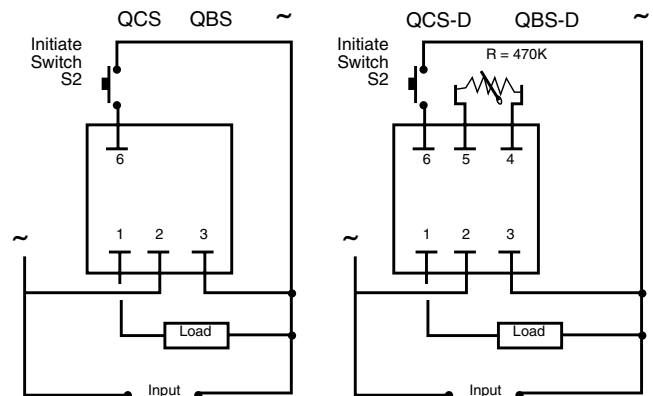 QCS QBS ~
Initiate
Switch
S2
6
1 2 3
~
Load
Input
QCS-D QBS-D ~
Initiate
Switch
S2
R = 470K
6 5 4
1 2 3
~
Load
Input